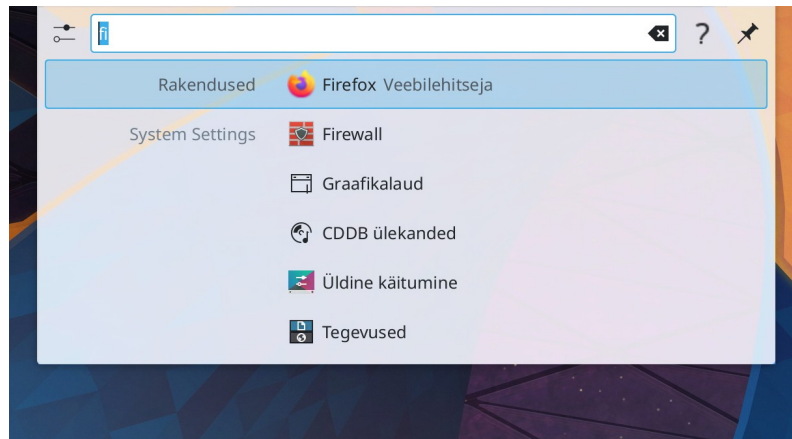 fi
?
Rakendused Firefox Veebilehitseja
System Settings Firewall
Graafikalaud
CDDB ülekanded
Üldine käitumine
Tegevused